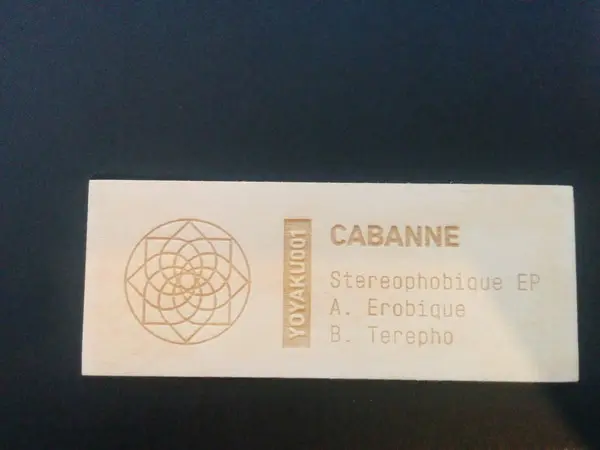 YOYAKU001
CABANNE
Stereophobique EP
A. Erobique
B. Terepho